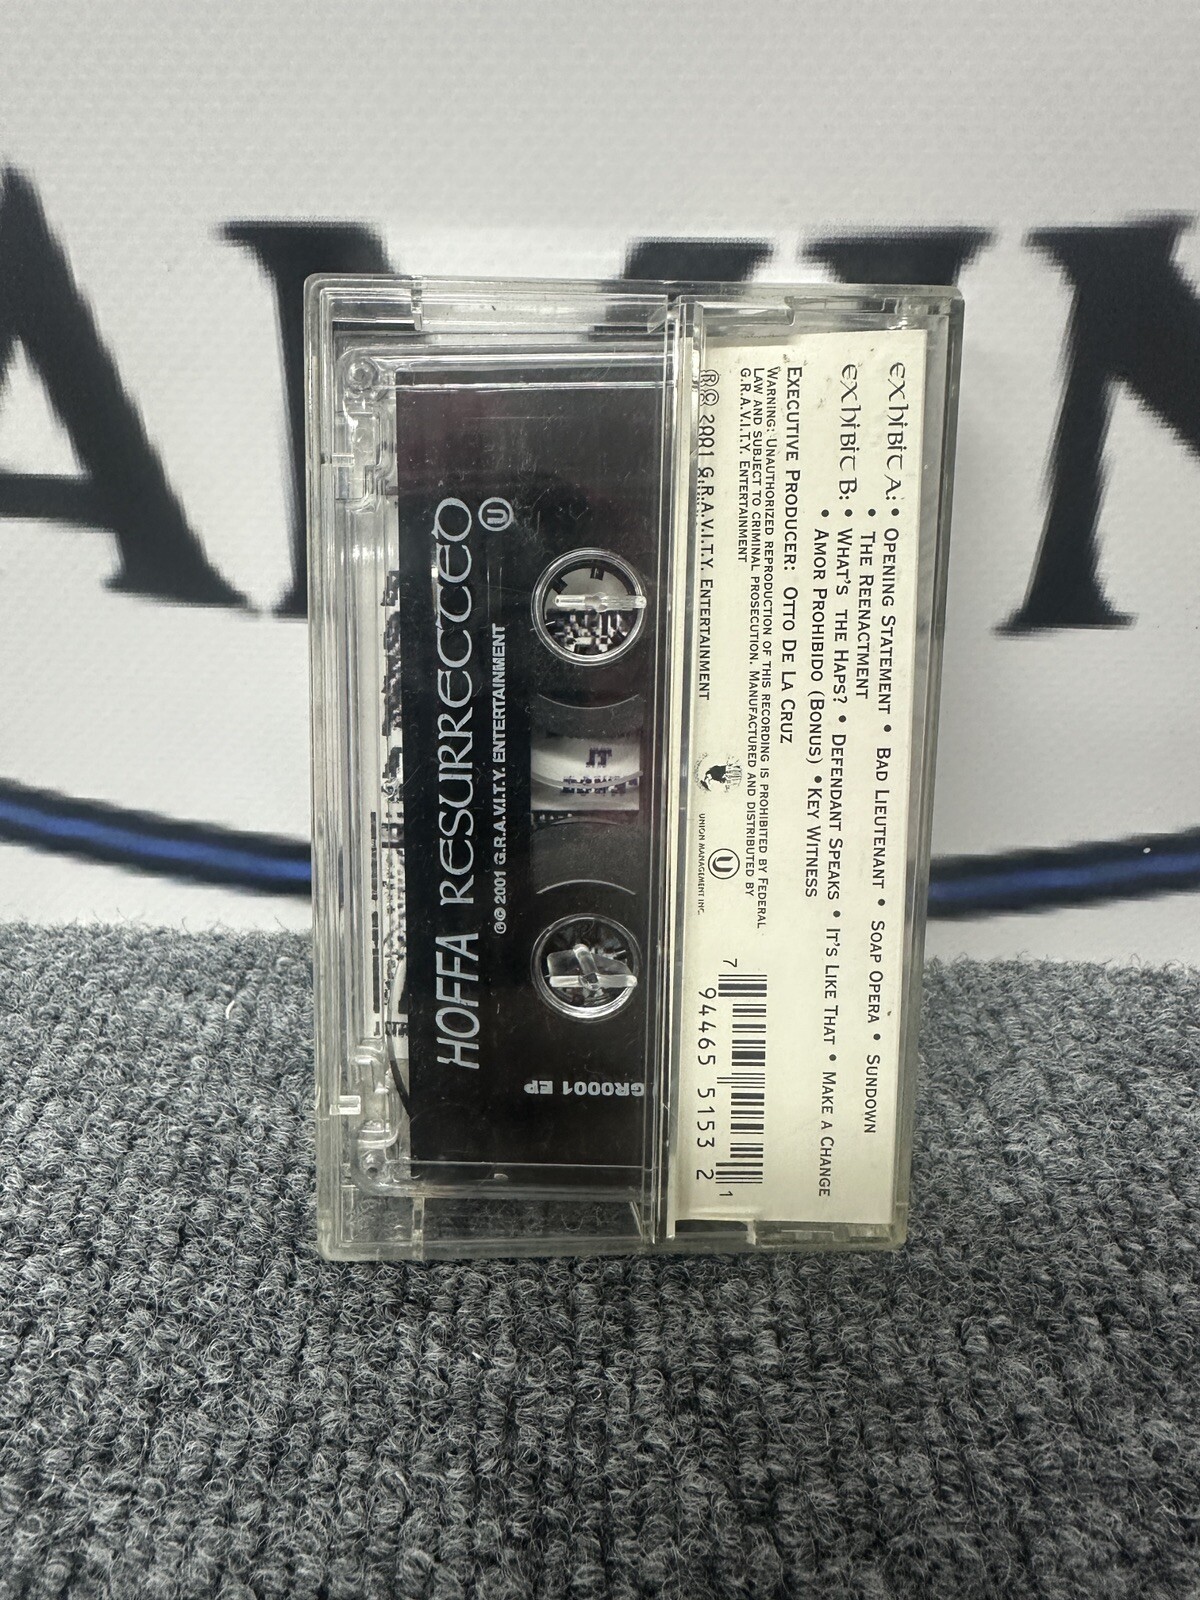 EXHIBIT A: • OPENING STATEMENT • BAD LIEUTENANT • SOAP OPERA • SUNDOWN
• THE REENACTMENT
EXHIBIT B: • WHAT'S THE HAPS? • DEFENDANT SPEAKS • IT'S LIKE THAT • MAKE A CHANGE
• AMOR PROHIBIDO (BONUS) • KEY WITNESS
EXECUTIVE PRODUCER: OTTO DE LA CRUZ
WARNING: UNAUTHORIZED REPRODUCTION OF THIS RECORDING IS PROHIBITED BY FEDERAL
LAW AND SUBJECT TO CRIMINAL PROSECUTION. MANUFACTURED AND DISTRIBUTED BY
G.R.A.V.I.T.Y. ENTERTAINMENT
℗© 2001 G.R.A.V.I.T.Y. ENTERTAINMENT
U
UNION MANAGEMENT INC.
7 94465 5153 2 1
GR0001 EP
℗© 2001 G.R.A.V.I.T.Y. ENTERTAINMENT
U
HOFFA RESURRECTED